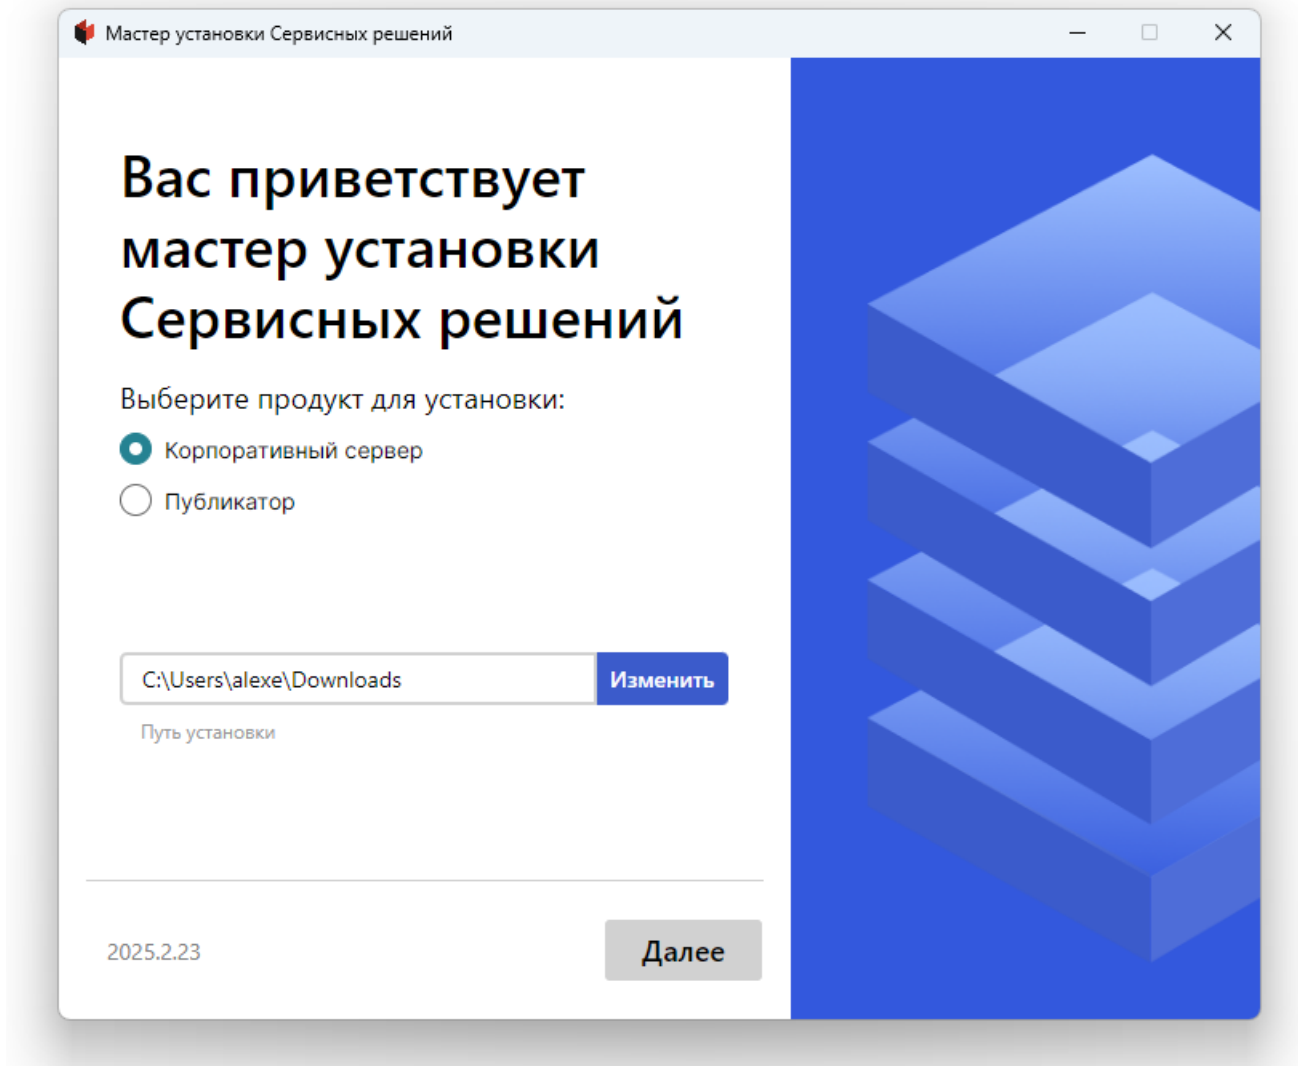 Мастер установки Сервисных решений
Вас приветствует
мастер установки
Сервисных решений
Выберите продукт для установки:
Корпоративный сервер
Публикатор
C:\Users\alexe\Downloads
Изменить
Путь установки
2025.2.23
Далее